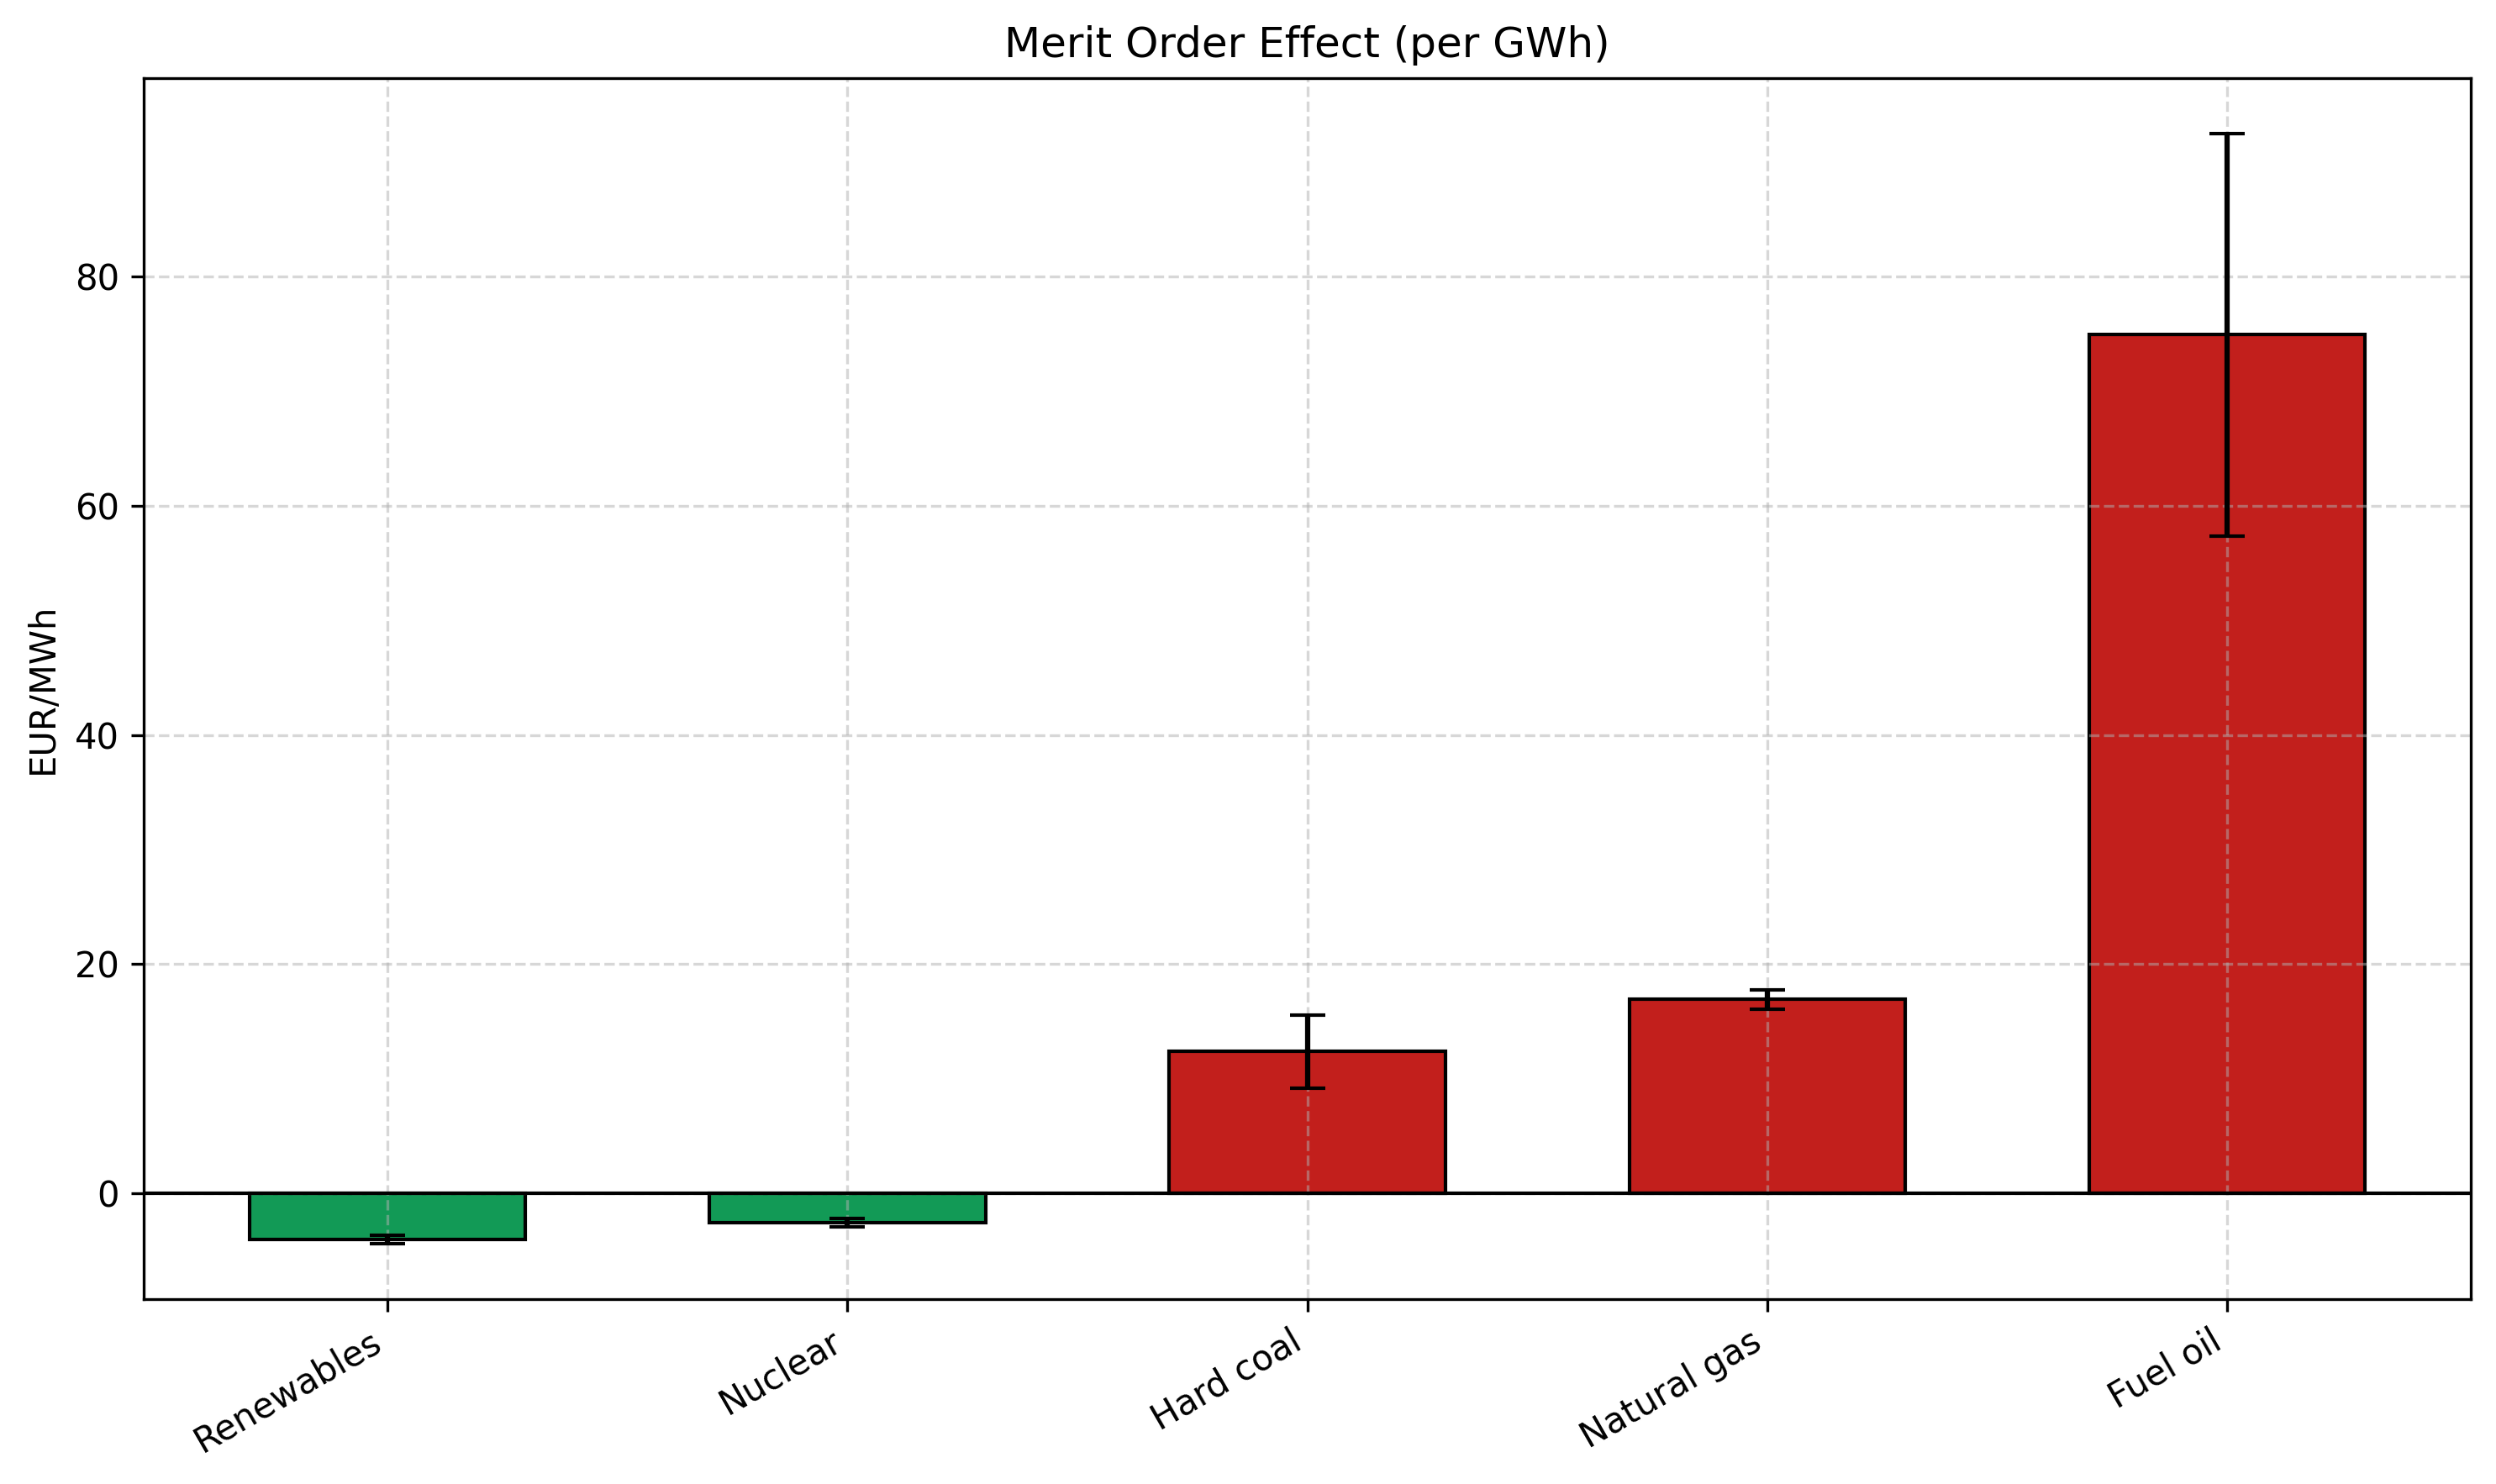 Merit Order Effect (per GWh)
EUR/MWh
80
60
40
20
0
Renewables
Nuclear
Hard coal
Natural gas
Fuel oil